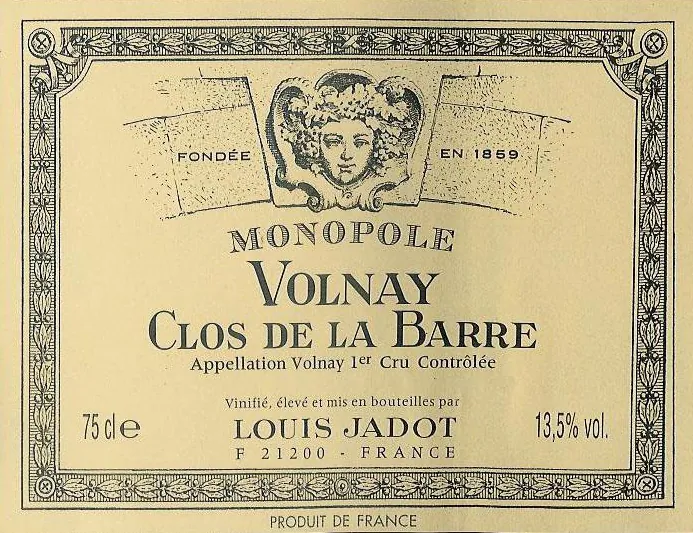 FONDÉE EN 1859
MONOPOLE
VOLNAY
CLOS DE LA BARRE
Appellation Volnay 1er Cru Contrôlée
Vinifié, élevé et mis en bouteilles par
75 cl e LOUIS JADOT 13,5% vol.
F 21200 - FRANCE
PRODUIT DE FRANCE